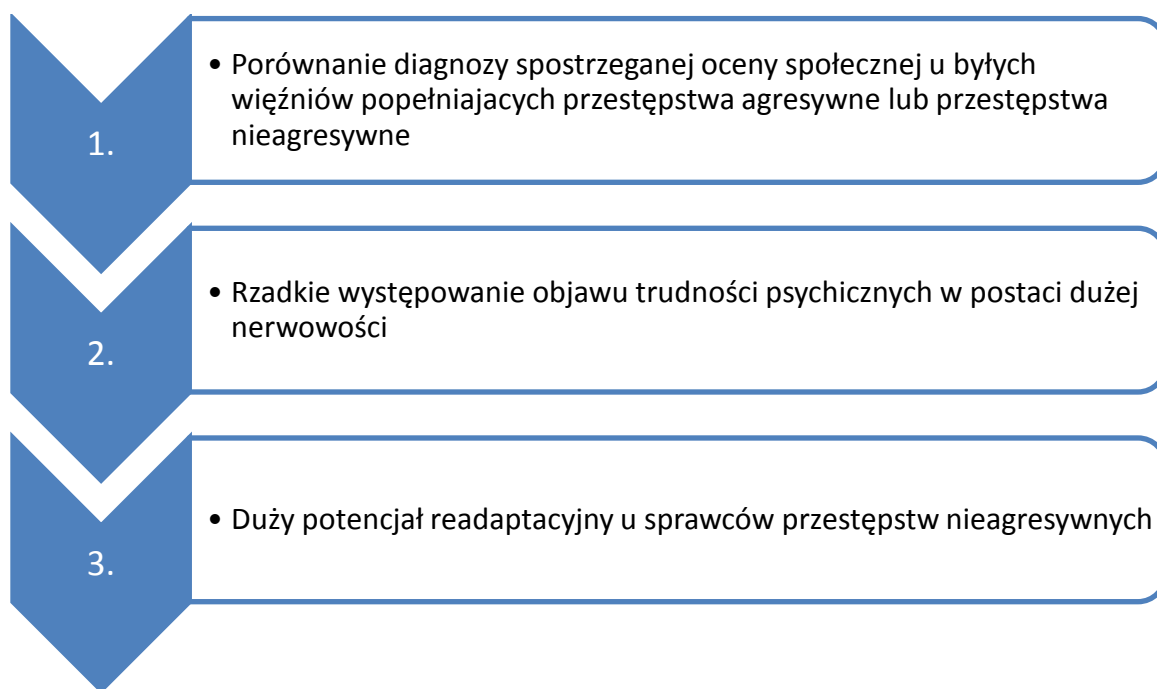 1.
• Porównanie diagnozy spostrzeganej oceny społecznej u byłych
więźniów popełniajacych przestępstwa agresywne lub przestępstwa
nieagresywne
2.
• Rzadkie występowanie objawu trudności psychicznych w postaci dużej
nerwowości
3.
• Duży potencjał readaptacyjny u sprawców przestępstw nieagresywnych